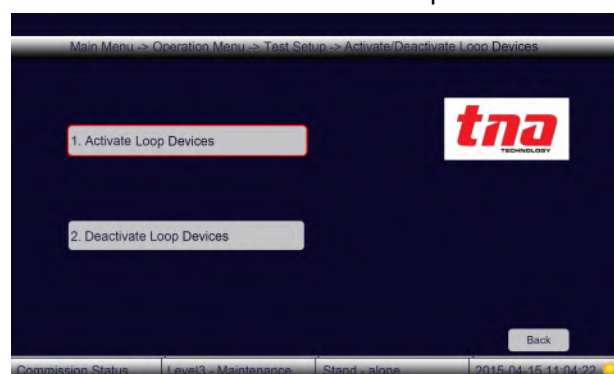 Main Menu -> Operation Menu -> Test Setup -> Activate/Deactivate Loop Devices
tna
TECHNOLOGY
1. Activate Loop Devices
2. Deactivate Loop Devices
Back
Commission Status Level3 - Maintenance Stand - alone 2015-04-15 11:04:22